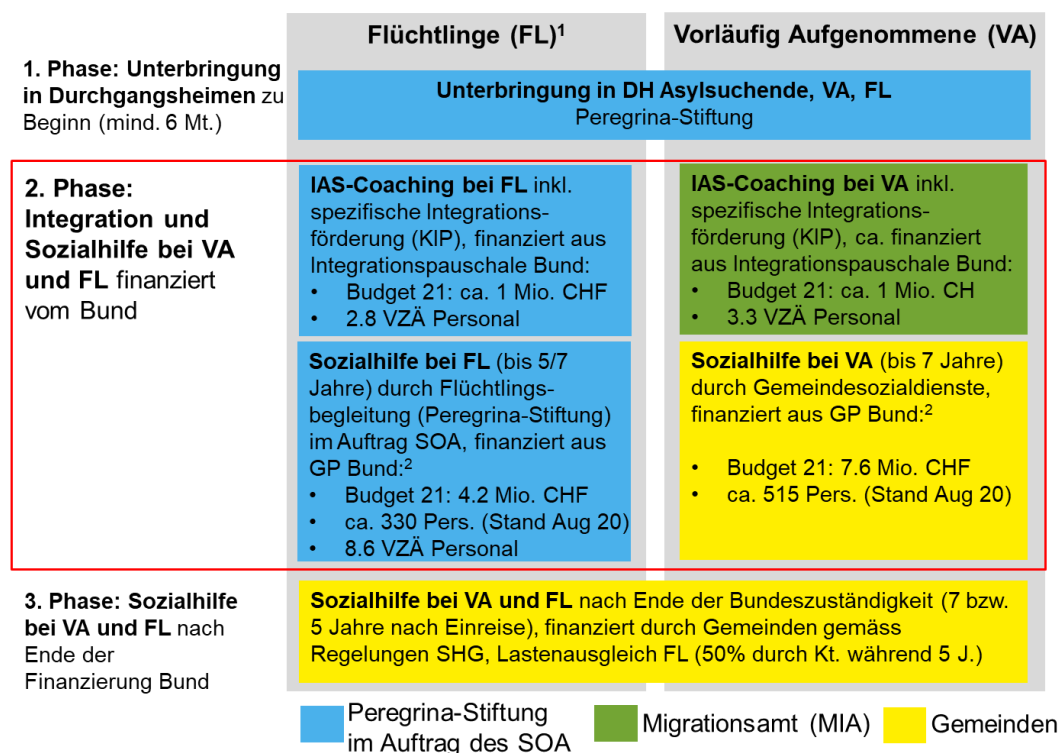 Flüchtlinge (FL)1
Vorläufig Aufgenommene (VA)
1. Phase: Unterbringung
in Durchgangsheimen zu
Beginn (mind. 6 Mt.)
Unterbringung in DH Asylsuchende, VA, FL
Peregrina-Stiftung
2. Phase:
Integration und
Sozialhilfe bei VA
und FL finanziert
vom Bund
IAS-Coaching bei FL inkl.
spezifische Integrations-
förderung (KIP), finanziert aus
Integrationspauschale Bund:
• Budget 21: ca. 1 Mio. CHF
• 2.8 VZÄ Personal
IAS-Coaching bei VA inkl.
spezifische Integrations-
förderung (KIP), ca. finanziert
aus Integrationspauschale Bund:
• Budget 21: ca. 1 Mio. CH
• 3.3 VZÄ Personal
Sozialhilfe bei FL (bis 5/7
Jahre) durch Flüchtlings-
begleitung (Peregrina-Stiftung)
im Auftrag SOA, finanziert aus
GP Bund:2
• Budget 21: 4.2 Mio. CHF
• ca. 330 Pers. (Stand Aug 20)
• 8.6 VZÄ Personal
Sozialhilfe bei VA (bis 7 Jahre)
durch Gemeindesozialdienste,
finanziert aus GP Bund:2
• Budget 21: 7.6 Mio. CHF
• ca. 515 Pers. (Stand Aug 20)
3. Phase: Sozialhilfe
bei VA und FL nach
Ende der
Finanzierung Bund
Sozialhilfe bei VA und FL nach Ende der Bundeszuständigkeit (7 bzw.
5 Jahre nach Einreise), finanziert durch Gemeinden gemäss
Regelungen SHG, Lastenausgleich FL (50% durch Kt. während 5 J.)
Peregrina-Stiftung
im Auftrag des SOA
Migrationsamt (MIA)
Gemeinden